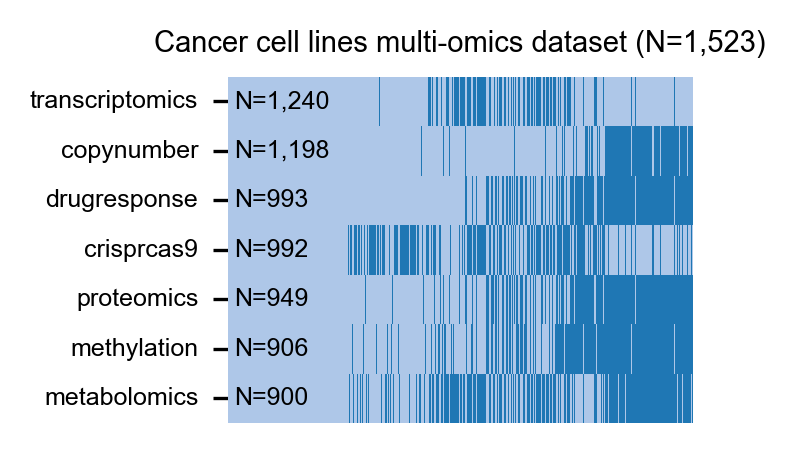 Cancer cell lines multi-omics dataset (N=1,523)
transcriptomics N=1,240
copynumber N=1,198
drugresponse N=993
crisprcas9 N=992
proteomics N=949
methylation N=906
metabolomics N=900